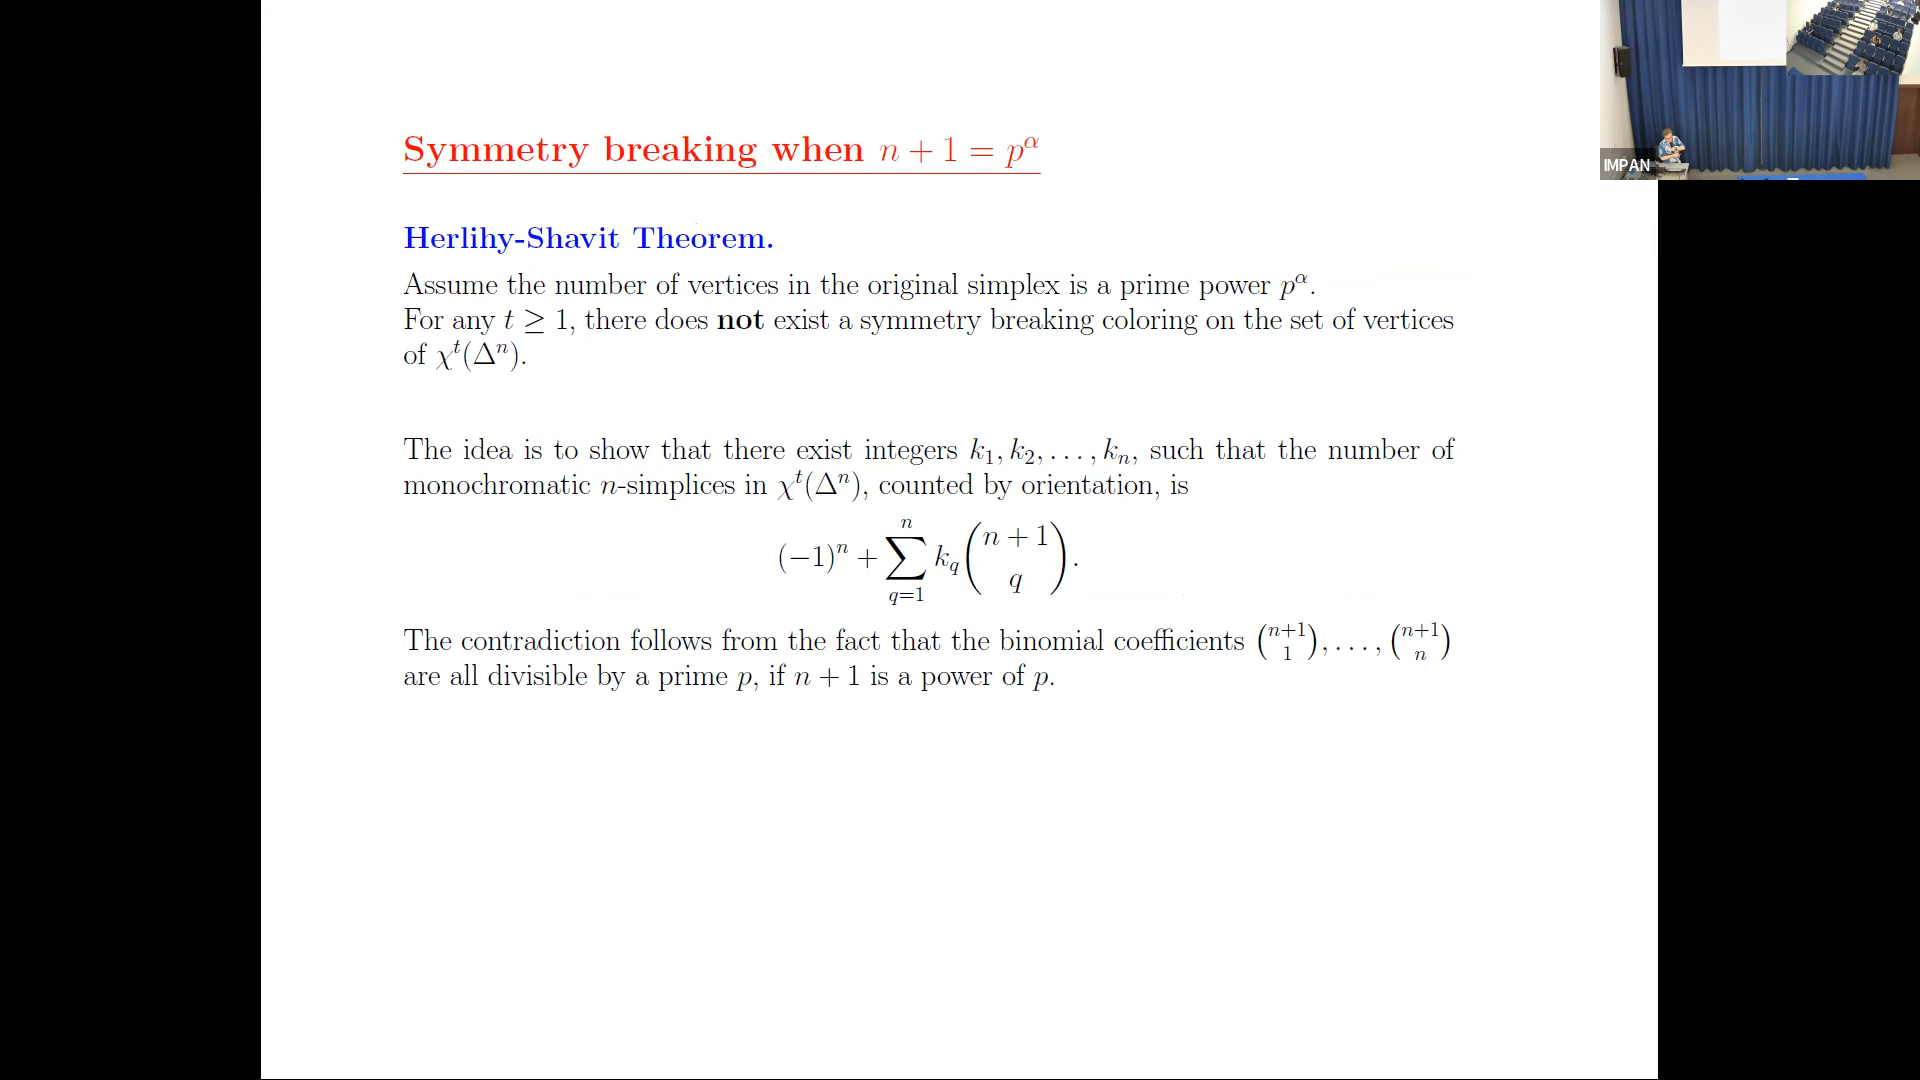 Symmetry breaking when n + 1 = p^α
IMPAN
Herlihy-Shavit Theorem.
Assume the number of vertices in the original simplex is a prime power p^α.
For any t ≥ 1, there does not exist a symmetry breaking coloring on the set of vertices
of χ^t(Δ^n).
The idea is to show that there exist integers k_1, k_2, . . . , k_n, such that the number of
monochromatic n-simplices in χ^t(Δ^n), counted by orientation, is
(−1)^n + \sum_{q=1}^{n} k_q \binom{n + 1}{q}.
The contradiction follows from the fact that the binomial coefficients \binom{n+1}{1}, . . . , \binom{n+1}{n}
are all divisible by a prime p, if n + 1 is a power of p.